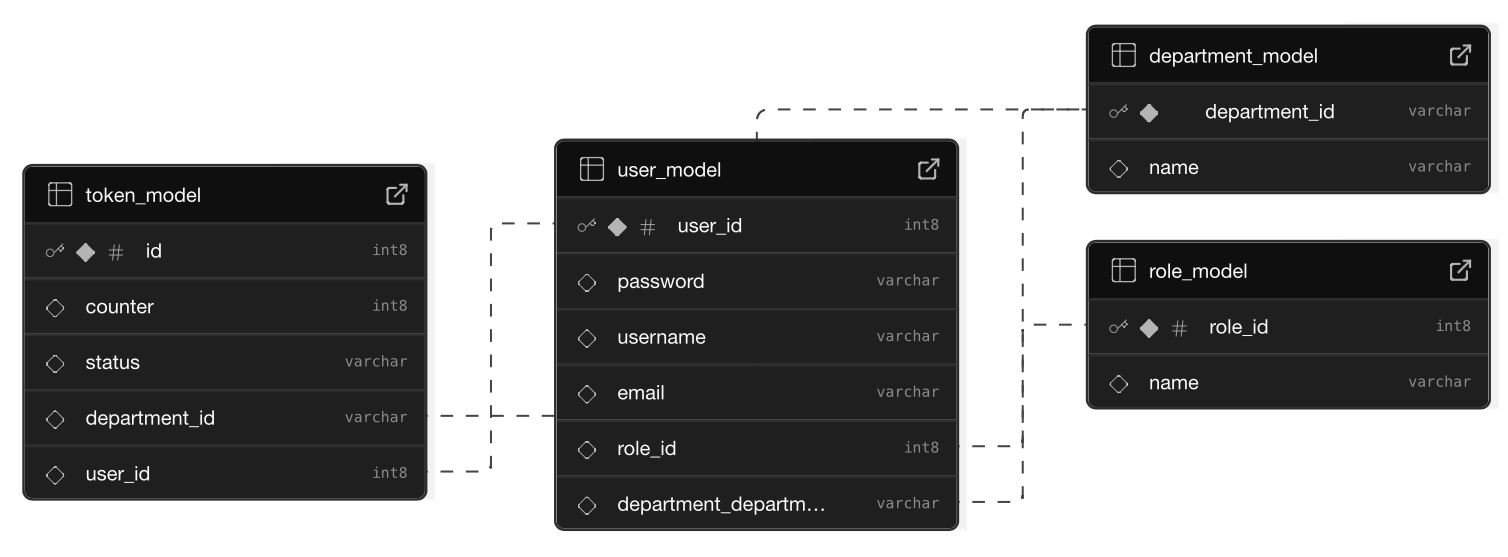 token_model
id int8
counter int8
status varchar
department_id varchar
user_id int8
user_model
# user_id int8
password varchar
username varchar
email varchar
role_id int8
department_departm... varchar
department_model
department_id varchar
name varchar
role_model
# role_id int8
name varchar